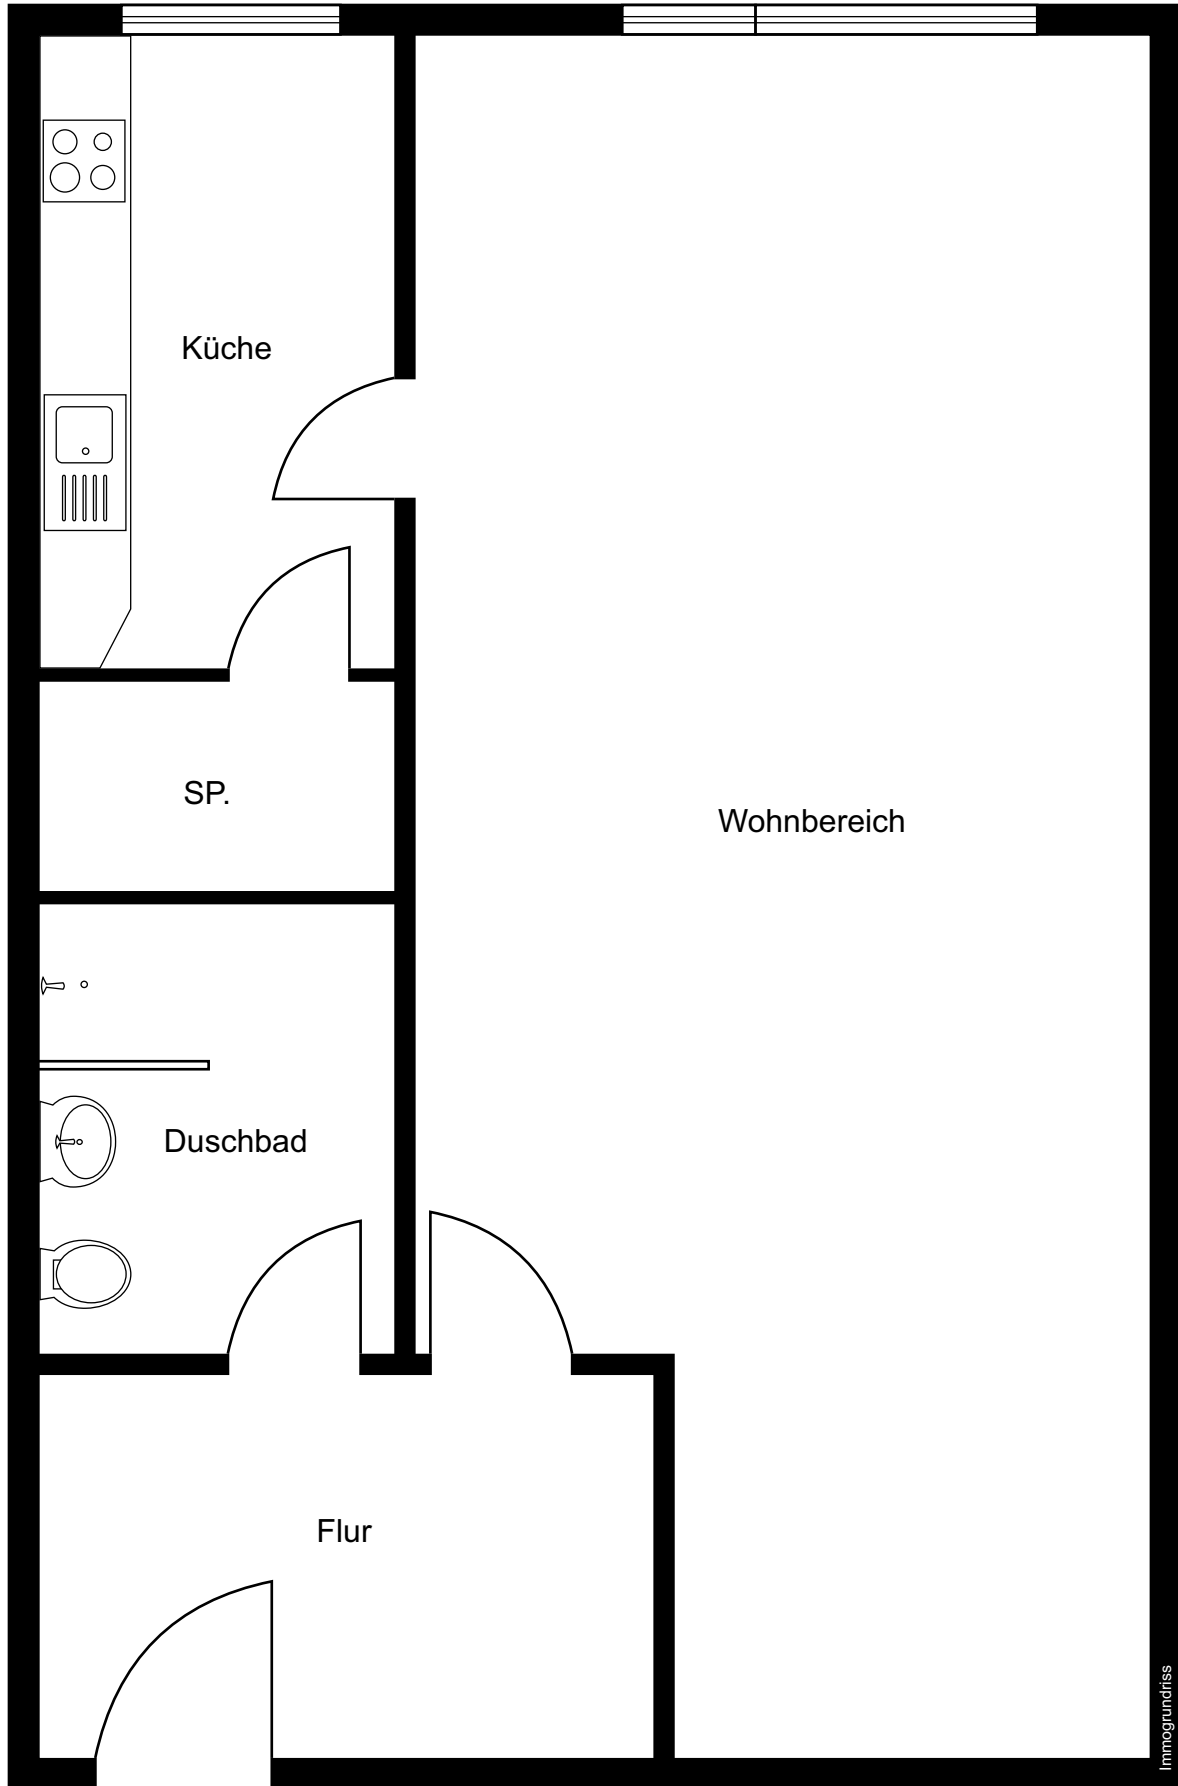 Küche
SP.
Wohnbereich
Duschbad
Flur
Immogrundriss